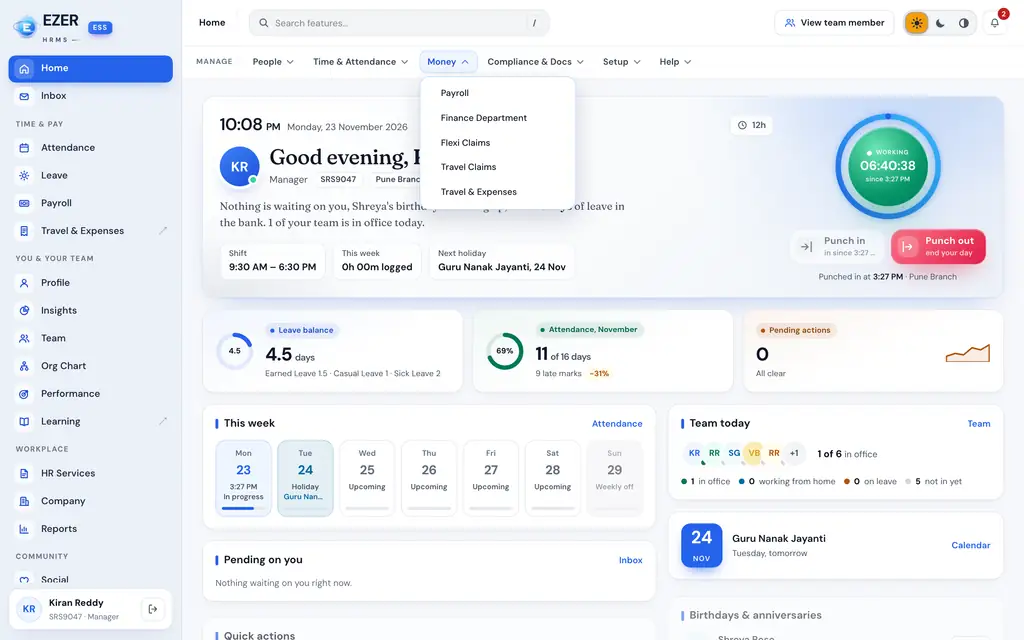 EZER
HRMS
ESS
Home
Inbox
TIME & PAY
Attendance
Leave
Payroll
Travel & Expenses
YOU & YOUR TEAM
Profile
Insights
Team
Org Chart
Performance
Learning
WORKPLACE
HR Services
Company
Reports
COMMUNITY
Social
KR
Kiran Reddy
SRS9047 · Manager
Home
Search features...
/
View team member
2
MANAGE
People
Time & Attendance
Money
Compliance & Docs
Setup
Help
Payroll
Finance Department
Flexi Claims
Travel Claims
Travel & Expenses
10:08 PM Monday, 23 November 2026
12h
KR
Good evening,
Manager
SRS9047
Pune Branc
Nothing is waiting on you, Shreya's of leave in
the bank. 1 of your team is in office today.
Shift
9:30 AM – 6:30 PM
This week
0h 00m logged
Next holiday
Guru Nanak Jayanti, 24 Nov
WORKING
06:40:38
since 3:27 PM
Punch in
in since 3:27 ...
Punch out
end your day
Punched in at 3:27 PM · Pune Branch
4.5
Leave balance
4.5 days
Earned Leave 1.5 · Casual Leave 1 · Sick Leave 2
69%
Attendance, November
11 of 16 days
9 late marks -31%
Pending actions
0
All clear
This week
Attendance
Mon
23
3:27 PM
In progress
Tue
24
Holiday
Guru Nan...
Wed
25
Upcoming
Thu
26
Upcoming
Fri
27
Upcoming
Sat
28
Upcoming
Sun
29
Weekly off
Team today
Team
KR RR SG VB RR +1
1 of 6 in office
1 in office 0 working from home 0 on leave 5 not in yet
24
NOV
Guru Nanak Jayanti
Tuesday, tomorrow
Calendar
Pending on you
Inbox
Nothing waiting on you right now.
Quick actions
Birthdays & anniversaries
Shreya Bose